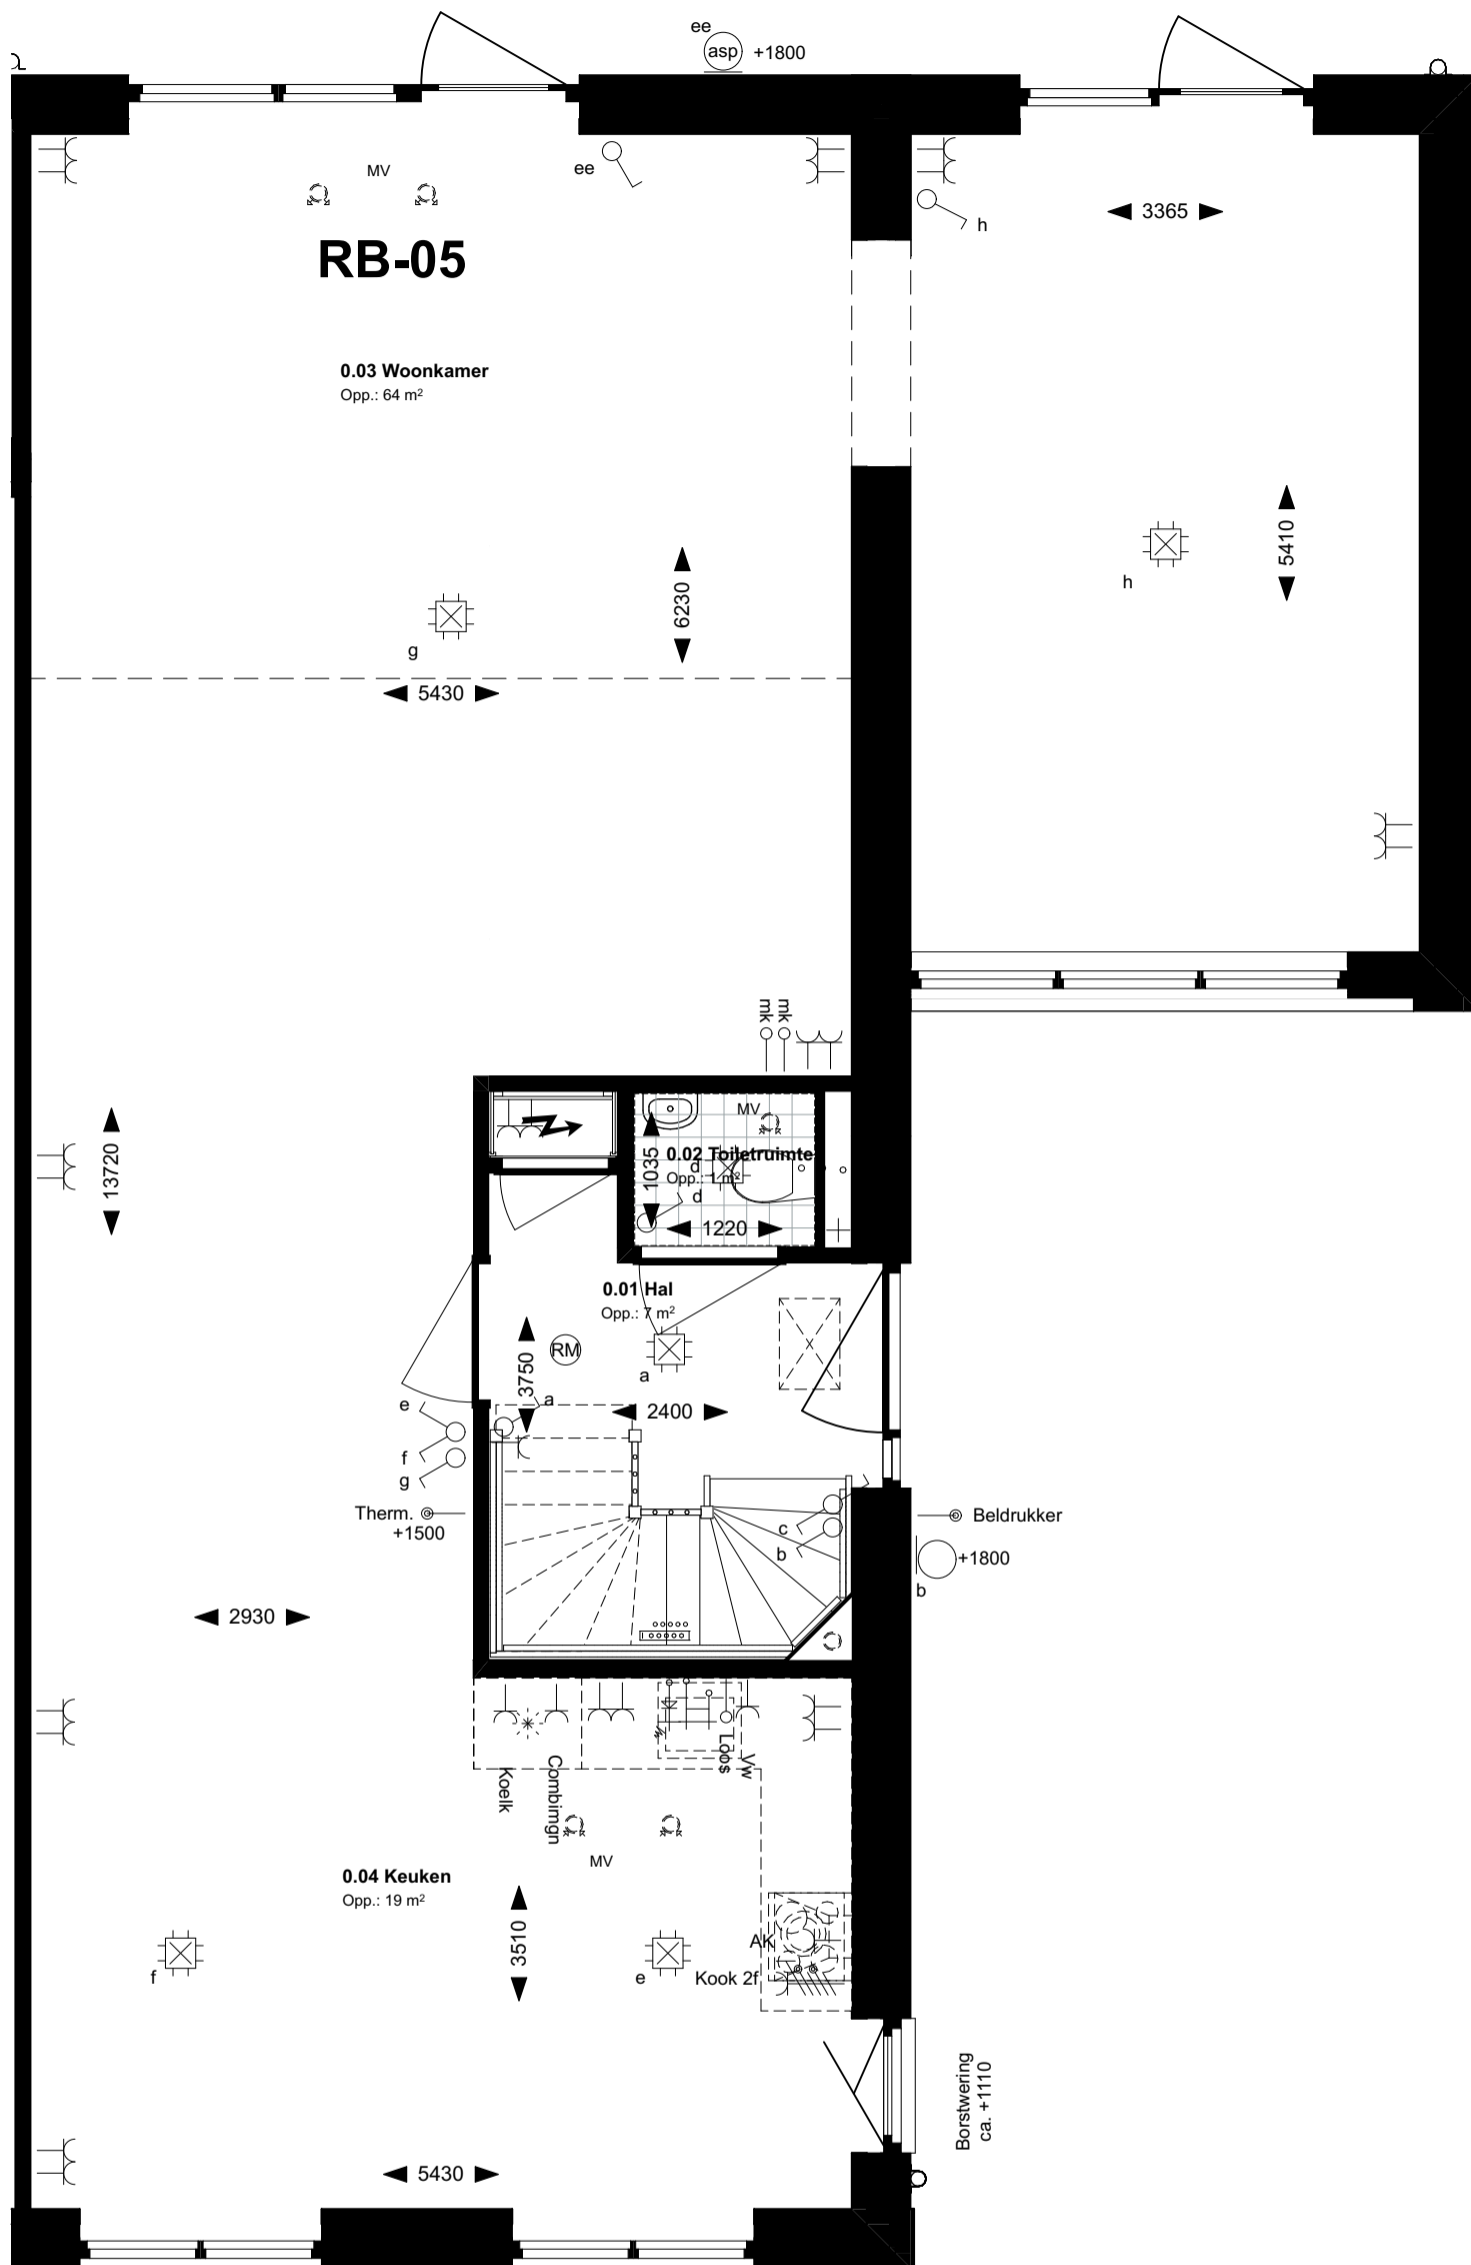 ee
asp +1800
MV
ee
RB-05
h
3365
0.03 Woonkamer
Opp.: 64 m²
5410
h
6230
g
5430
mk
mk
13720
MV
1035
0.02 Toiletruimte
Opp.: 1 m²
d
d
1220
0.01 Hal
Opp.: 7 m²
RM
3750
a
a
2400
e
f
g
Therm.
+1500
c
b
Beldrukker
+1800
b
2930
Koelk
Combimgn
Loos
Vw
MV
0.04 Keuken
Opp.: 19 m²
3510
AK
Kook 2f
f
e
Borstwering
ca. +1110
5430